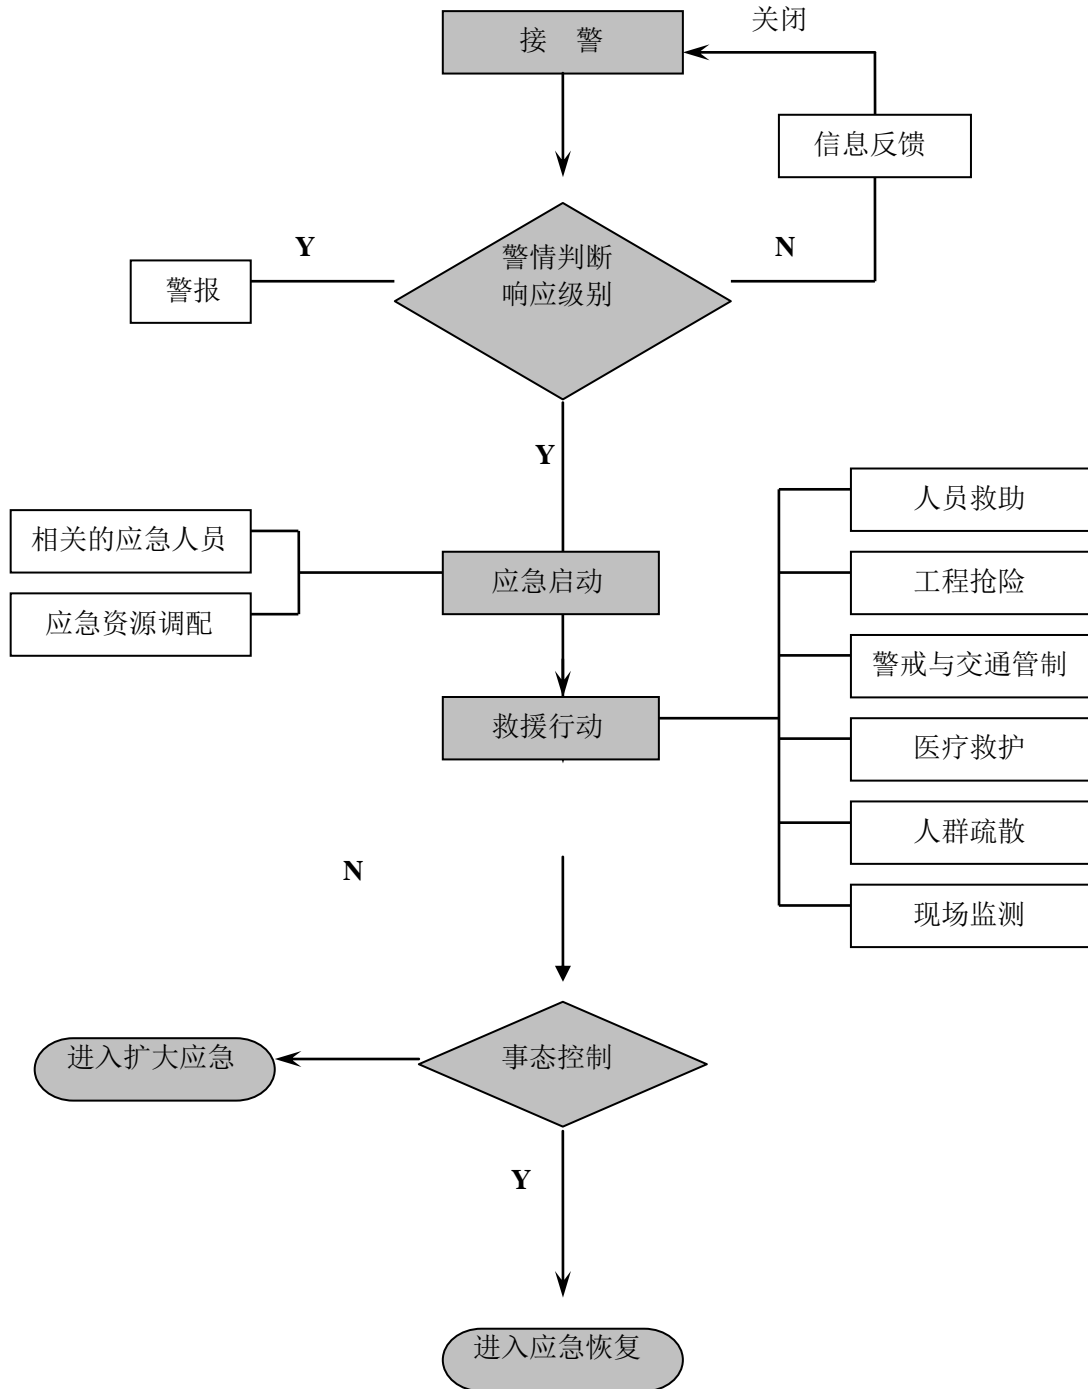 关闭
接 警
信息反馈
Y
N
警情判断
响应级别
警报
Y
人员救助
相关的应急人员
应急启动
工程抢险
应急资源调配
警戒与交通管制
救援行动
医疗救护
人群疏散
N
现场监测
进入扩大应急
事态控制
Y
进入应急恢复